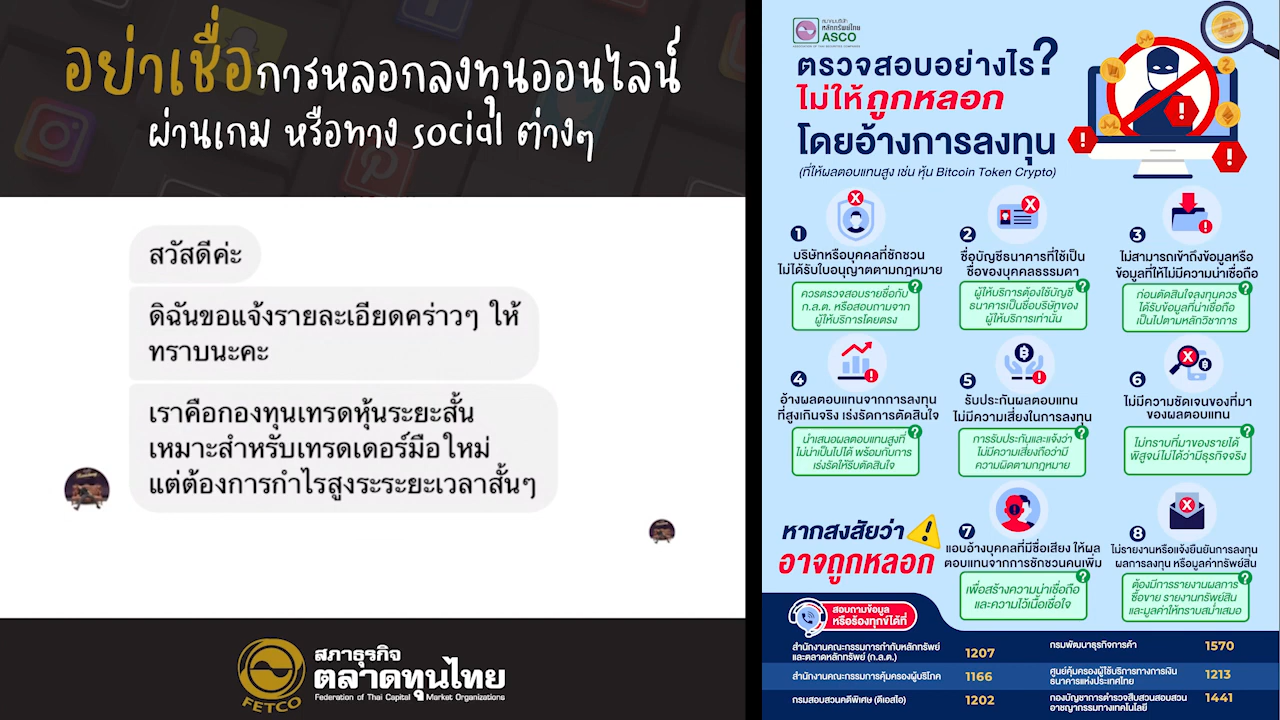 อย่าเชื่อการหลอกลงทุนออนไลน์
ผ่านเกม หรือทาง social ต่างๆ
สวัสดีค่ะ
ดิฉันขอแจ้งรายละเอียดคร่าวๆ ให้
ทราบนะคะ
เราคือกองทุนเทรดหุ้นระยะสั้น
เหมาะสำหรับเทรดเดอร์มือใหม่
แต่ต้องการกำไรสูงระระยะเวลาสั้นๆ
FETCO
สภาธุรกิจ
ตลาดทุนไทย
Federation of Thai Capital Market Organizations
สมาคมบริษัท
หลักทรัพย์ไทย
ASCO
ASSOCIATION OF THAI SECURITIES COMPANIES
ตรวจสอบอย่างไร?
ไม่ให้ถูกหลอก
โดยอ้างการลงทุน
(ที่ให้ผลตอบแทนสูง เช่น หุ้น Bitcoin Token Crypto)
1
บริษัทหรือบุคคลที่ชักชวน
ไม่ได้รับใบอนุญาตตามกฎหมาย
ควรตรวจสอบรายชื่อกับ
ก.ล.ต. หรือสอบถามจาก
ผู้ให้บริการโดยตรง
2
ชื่อบัญชีธนาคารที่ใช้เป็น
ชื่อของบุคคลธรรมดา
ผู้ให้บริการต้องใช้บัญชี
ธนาคารเป็นชื่อบริษัทของ
ผู้ให้บริการเท่านั้น
3
ไม่สามารถเข้าถึงข้อมูลหรือ
ข้อมูลที่ให้ไม่มีความน่าเชื่อถือ
ก่อนตัดสินใจลงทุนควร
ได้รับข้อมูลที่น่าเชื่อถือ
เป็นไปตามหลักวิชาการ
4
อ้างผลตอบแทนจากการลงทุน
ที่สูงเกินจริง เร่งรัดการตัดสินใจ
นำเสนอผลตอบแทนสูงที่
ไม่น่าเป็นไปได้ พร้อมกับการ
เร่งรัดให้รีบตัดสินใจ
5
รับประกันผลตอบแทน
ไม่มีความเสี่ยงในการลงทุน
การรับประกันและแจ้งว่า
ไม่มีความเสี่ยงถือว่ามี
ความผิดตามกฎหมาย
6
ไม่มีความชัดเจนของที่มา
ของผลตอบแทน
ไม่ทราบที่มาของรายได้
พิสูจน์ไม่ได้ว่ามีธุรกิจจริง
หากสงสัยว่า
อาจถูกหลอก
7
แอบอ้างบุคคลที่มีชื่อเสียง ให้ผล
ตอบแทนจากการชักชวนคนเพิ่ม
เพื่อสร้างความน่าเชื่อถือ
และความไว้เนื้อเชื่อใจ
8
ไม่รายงานหรือแจ้งยืนยันการลงทุน
ผลการลงทุน หรือมูลค่าทรัพย์สิน
ต้องมีการรายงานผลการ
ซื้อขาย รายงานทรัพย์สิน
และมูลค่าให้ทราบสม่ำเสมอ
สอบถามข้อมูล
หรือร้องทุกข์ได้ที่
สำนักงานคณะกรรมการกำกับหลักทรัพย์
และตลาดหลักทรัพย์ (ก.ล.ต.) 1207
สำนักงานคณะกรรมการคุ้มครองผู้บริโภค 1166
กรมสอบสวนคดีพิเศษ (ดีเอสไอ) 1202
กรมพัฒนาธุรกิจการค้า 1570
ศูนย์คุ้มครองผู้ใช้บริการทางการเงิน
ธนาคารแห่งประเทศไทย 1213
กองบัญชาการตำรวจสืบสวนสอบสวน
อาชญากรรมทางเทคโนโลยี 1441